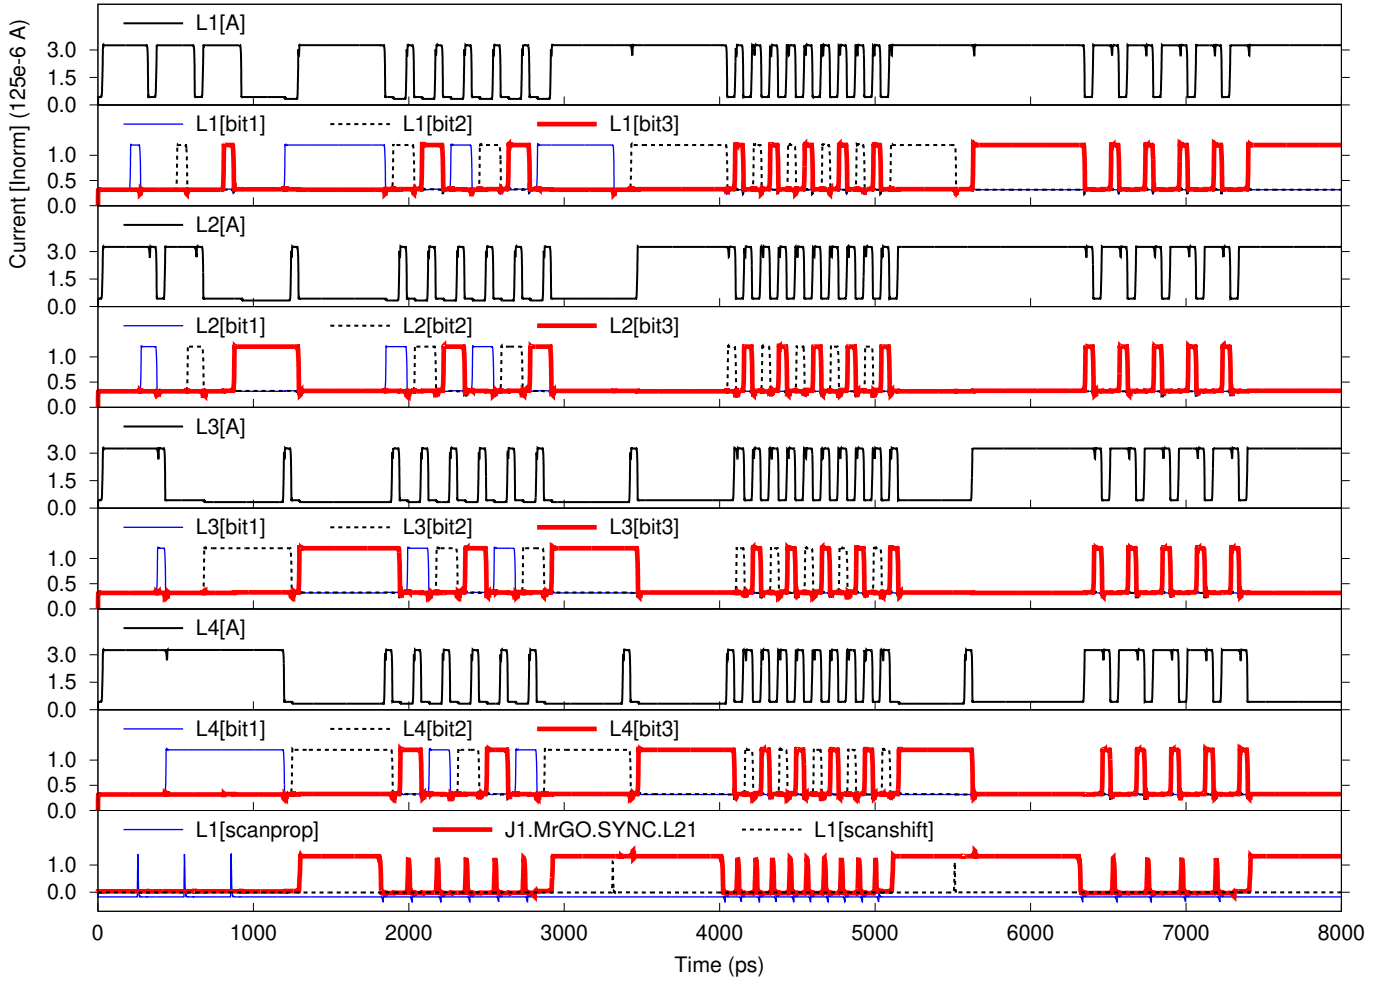 Current [Inorm] (125e-6 A)
L1[A]
3.0
1.5
0.0
L1[bit1] L1[bit2] L1[bit3]
1.0
0.5
0.0
L2[A]
3.0
1.5
0.0
L2[bit1] L2[bit2] L2[bit3]
1.0
0.5
0.0
L3[A]
3.0
1.5
0.0
L3[bit1] L3[bit2] L3[bit3]
1.0
0.5
0.0
L4[A]
3.0
1.5
0.0
L4[bit1] L4[bit2] L4[bit3]
1.0
0.5
0.0
L1[scanprop] J1.MrGO.SYNC.L21 L1[scanshift]
1.0
0.0
0 1000 2000 3000 4000 5000 6000 7000 8000
Time (ps)